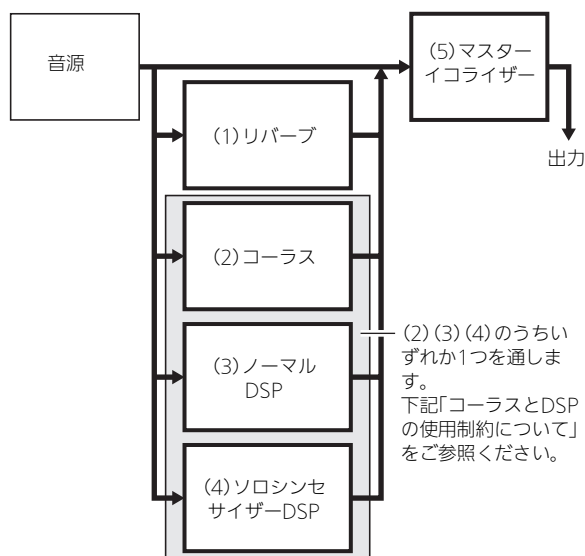 音源
(5)マスター
イコライザー
(1)リバーブ
出力
(2)コーラス
(3)ノーマル
DSP
(2)(3)(4)のうちい
ずれか1つを通しま
す。
下記「コーラスとDSP
の使用制約について」
をご参照ください。
(4)ソロシンセ
サイザーDSP